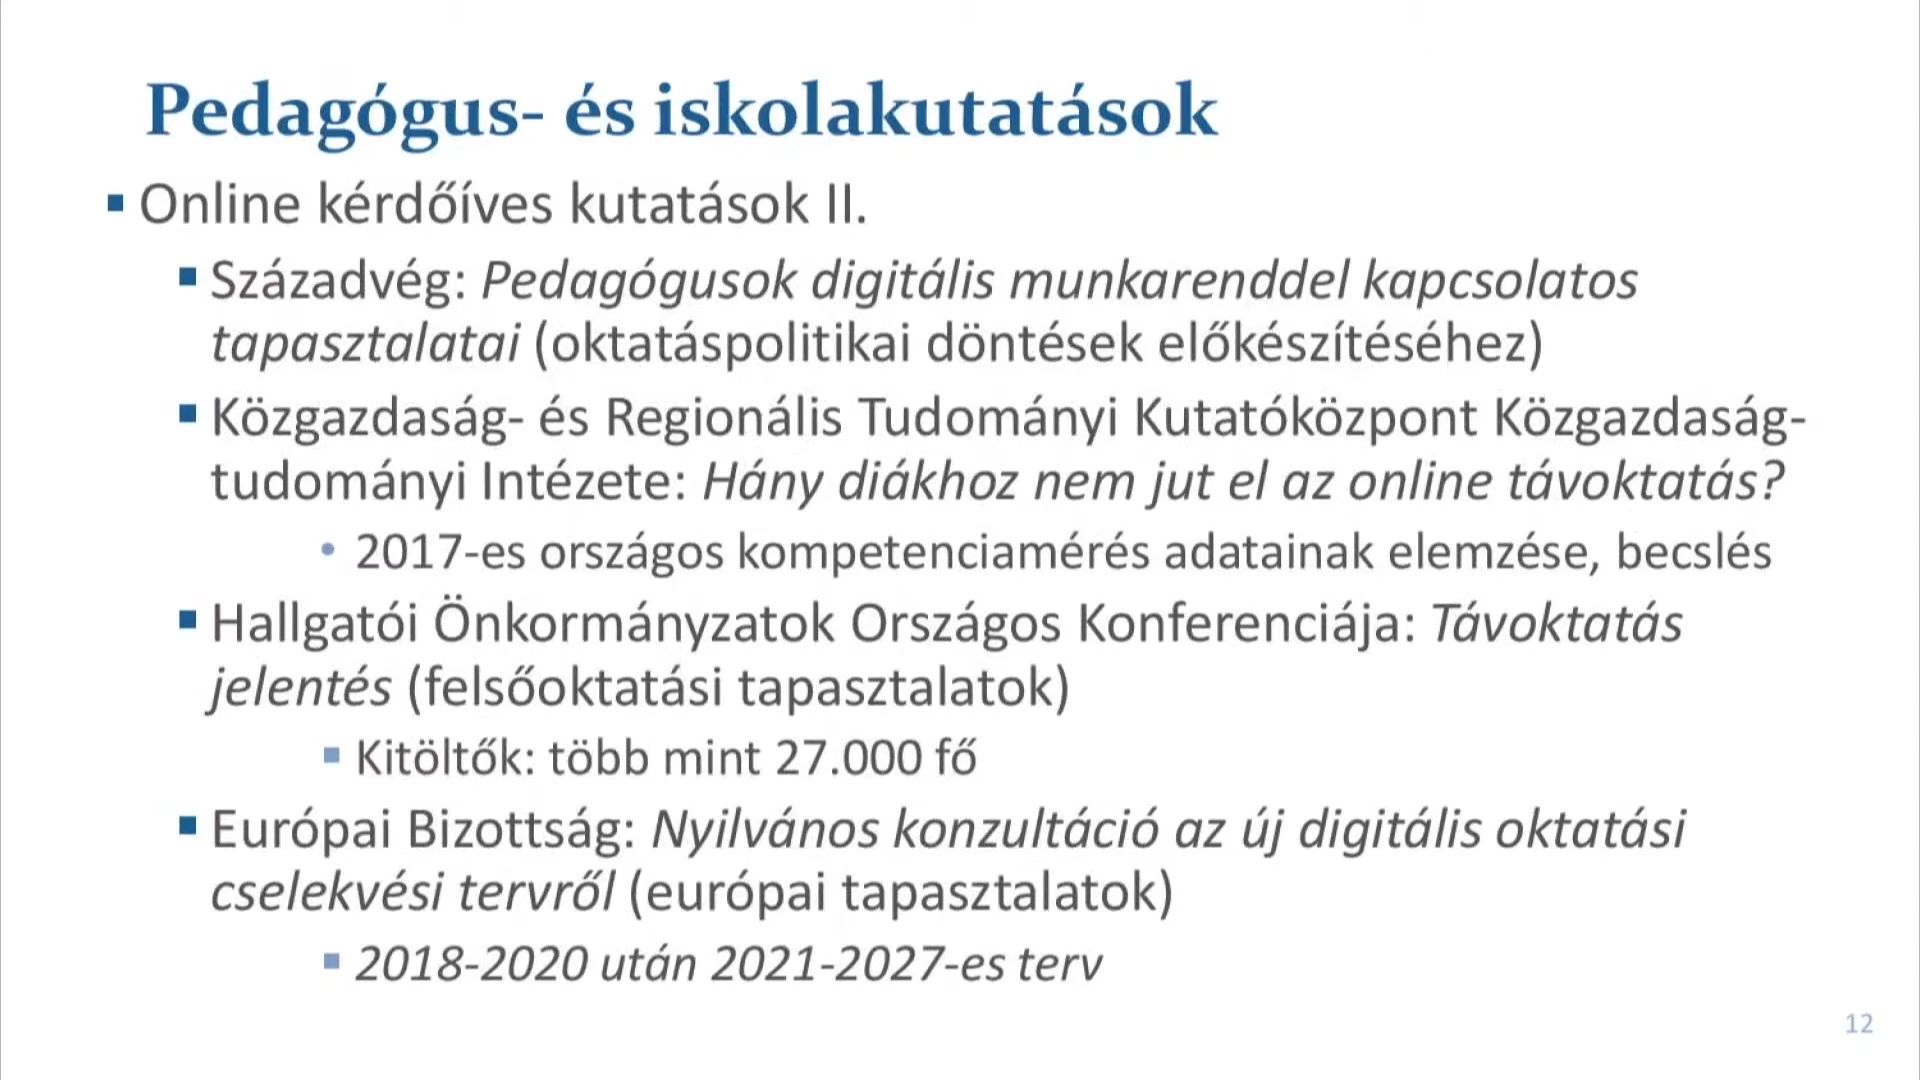 Pedagógus- és iskolakutatások
▪ Online kérdőíves kutatások II.
▪ Századvég: Pedagógusok digitális munkarenddel kapcsolatos
tapasztalatai (oktatáspolitikai döntések előkészítéséhez)
▪ Közgazdaság- és Regionális Tudományi Kutatóközpont Közgazdaság-
tudományi Intézete: Hány diákhoz nem jut el az online távoktatás?
• 2017-es országos kompetenciamérés adatainak elemzése, becslés
▪ Hallgatói Önkormányzatok Országos Konferenciája: Távoktatás
jelentés (felsőoktatási tapasztalatok)
▪ Kitöltők: több mint 27.000 fő
▪ Európai Bizottság: Nyilvános konzultáció az új digitális oktatási
cselekvési tervről (európai tapasztalatok)
▪ 2018-2020 után 2021-2027-es terv
12